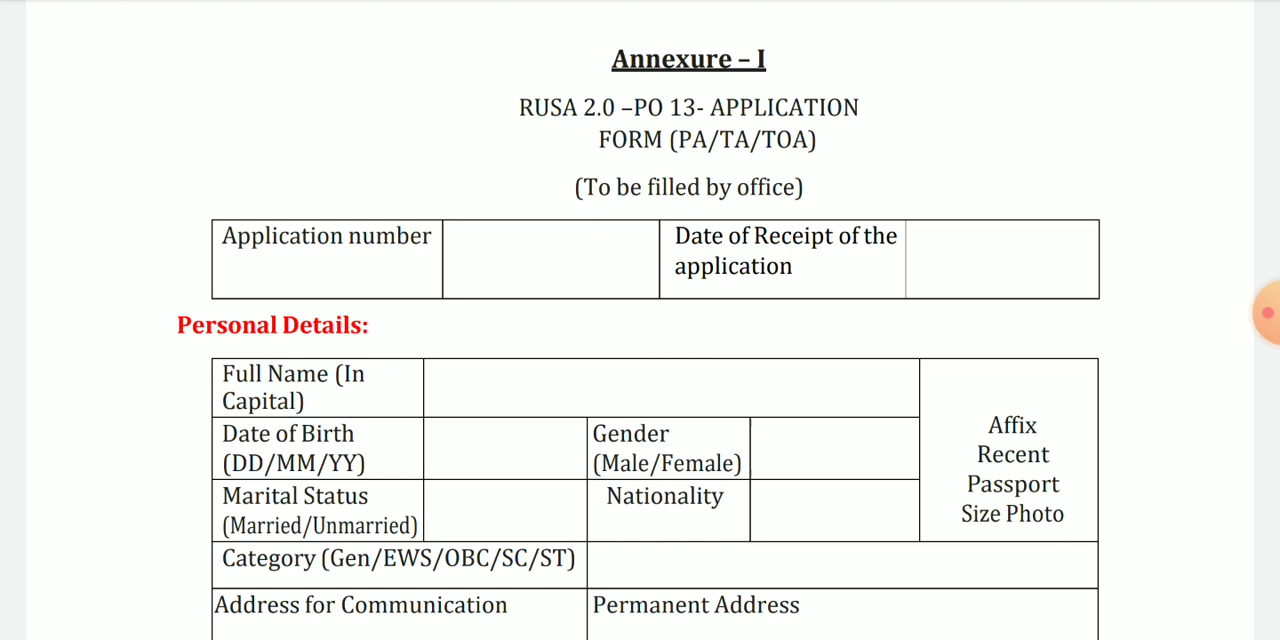 Annexure – I
RUSA 2.0 –PO 13- APPLICATION
FORM (PA/TA/TOA)
(To be filled by office)
Application number
Date of Receipt of the
application
Personal Details:
Full Name (In
Capital)
Date of Birth
(DD/MM/YY)
Gender
(Male/Female)
Marital Status
(Married/Unmarried)
Nationality
Affix
Recent
Passport
Size Photo
Category (Gen/EWS/OBC/SC/ST)
Address for Communication
Permanent Address